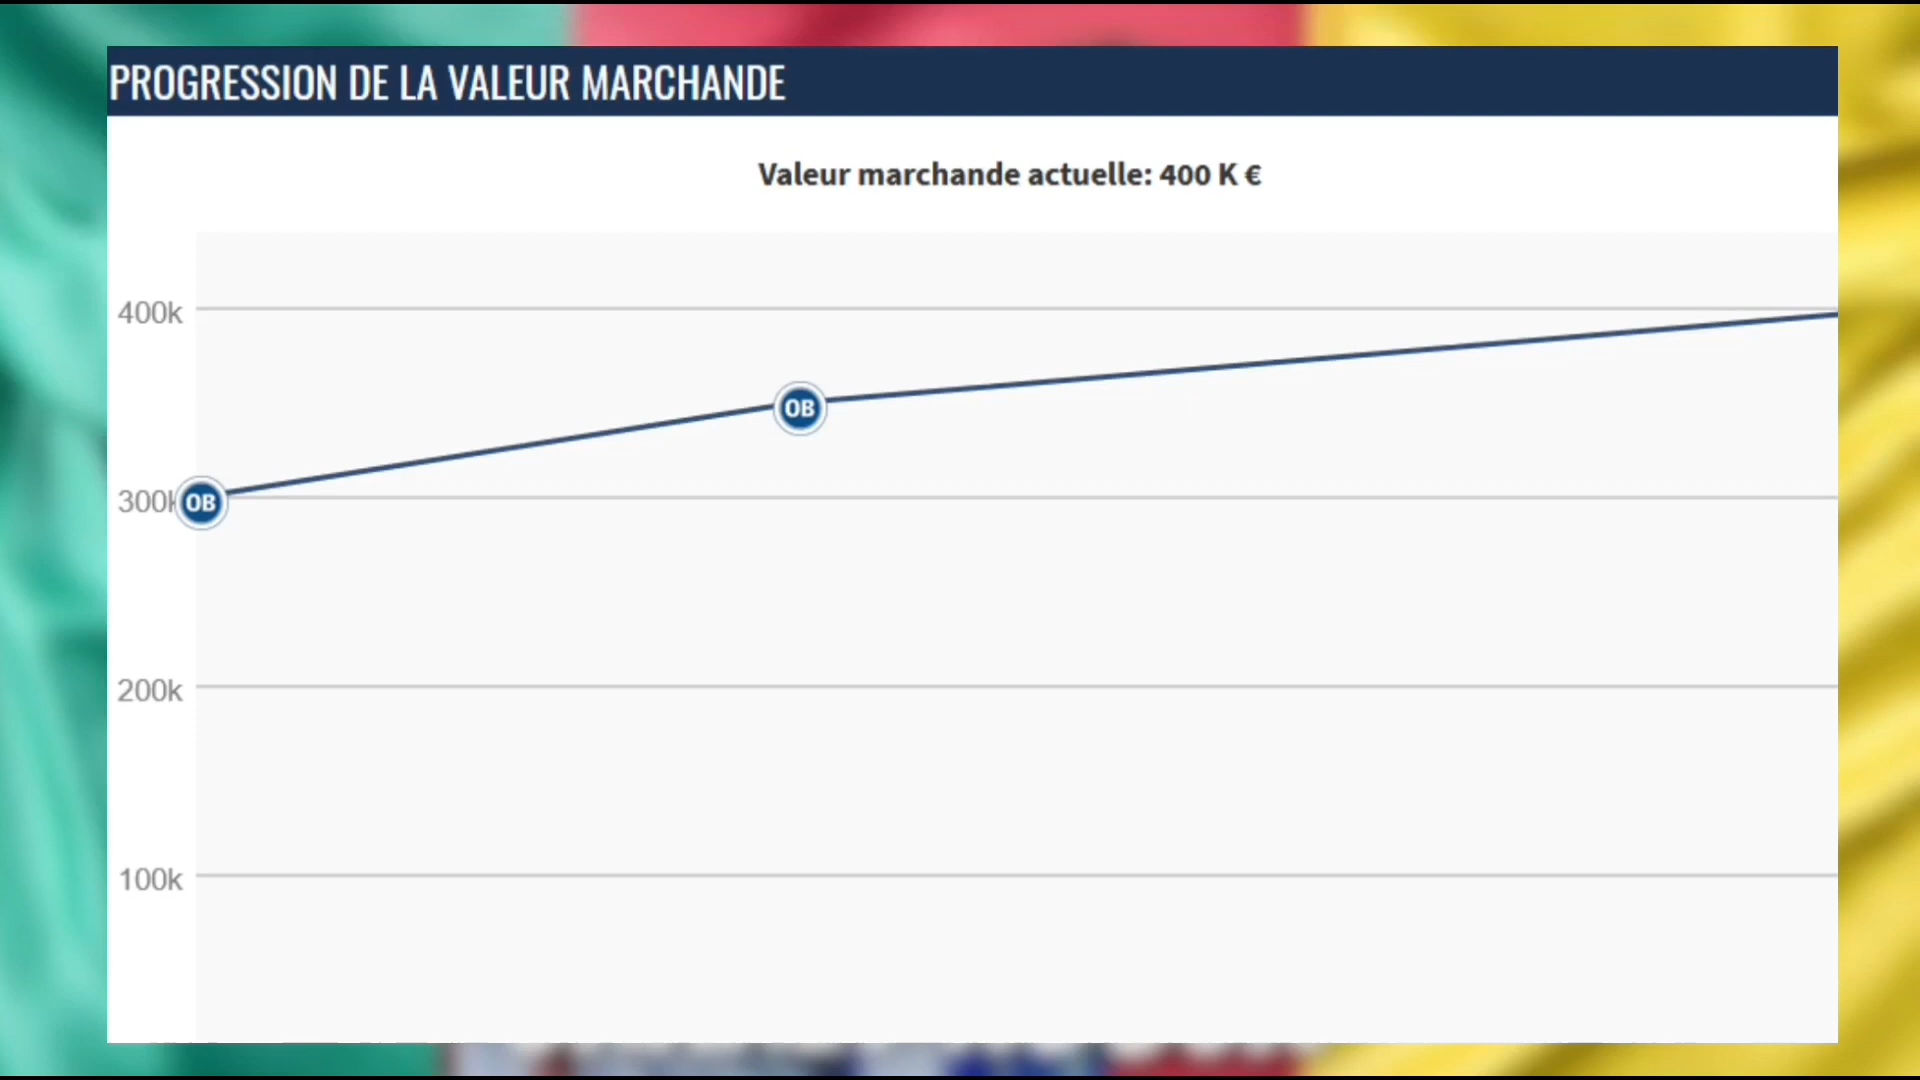 PROGRESSION DE LA VALEUR MARCHANDE
Valeur marchande actuelle: 400 K €
400k
OB
300k
OB
200k
100k